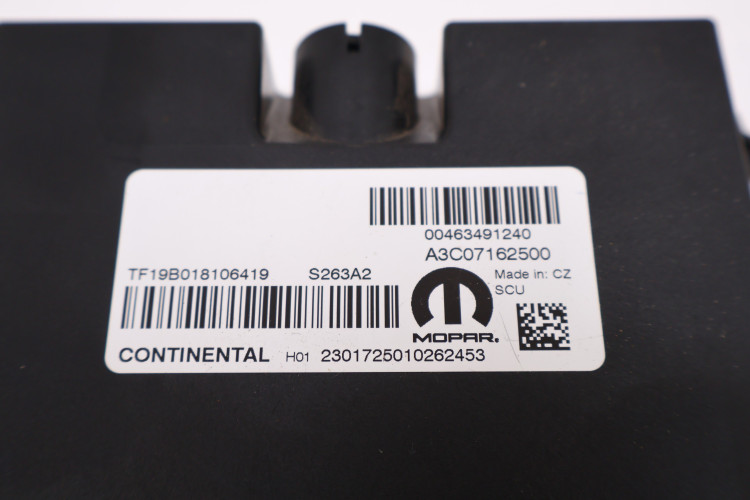 00463491240
A3C07162500
TF19B018106419 S263A2
Made in: CZ
SCU
MOPAR.
CONTINENTAL H01 2301725010262453